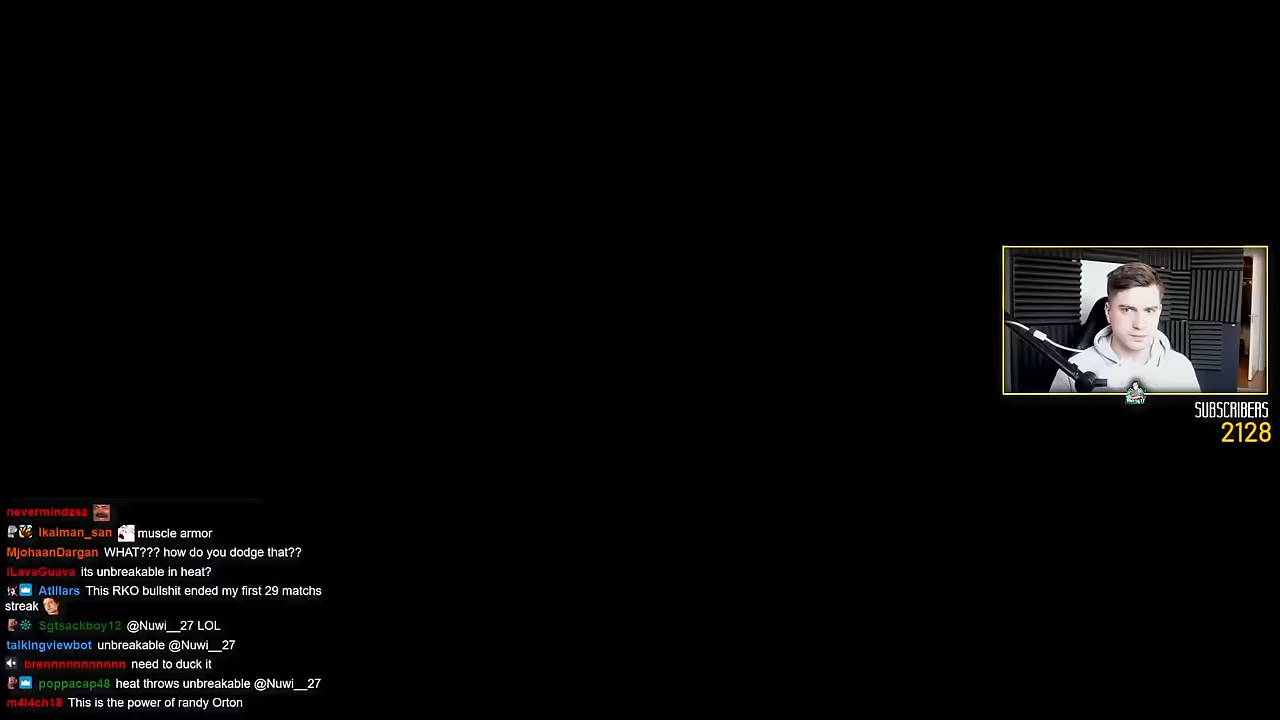 SUBSCRIBERS
2128
nevermindzsz
Ikaiman_san muscle armor
MjohaanDargan WHAT??? how do you dodge that??
iLavaGuava its unbreakable in heat?
Atillars This RKO bullshit ended my first 29 matchs
streak
Sgtsackboy12 @Nuwi__27 LOL
talkingviewbot unbreakable @Nuwi__27
brennnnnnnnnnn need to duck it
poppacap48 heat throws unbreakable @Nuwi__27
m4l4ch18 This is the power of randy Orton